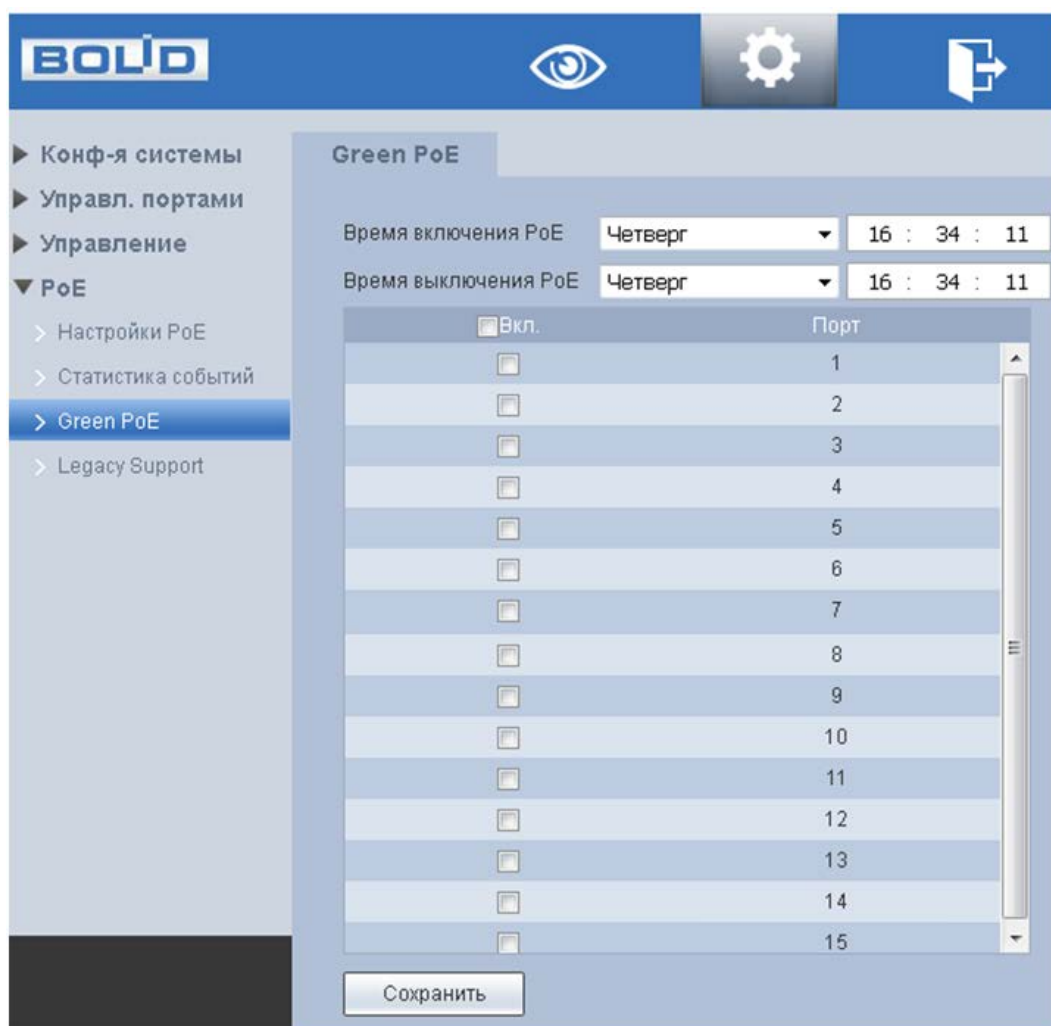 BOLID
Конф-я системы
Управл. портами
Управление
PoE
Настройки PoE
Статистика событий
Green PoE
Legacy Support
Green PoE
Время включения PoE Четверг 16 : 34 : 11
Время выключения PoE Четверг 16 : 34 : 11
Вкл. Порт
1
2
3
4
5
6
7
8
9
10
11
12
13
14
15
Сохранить